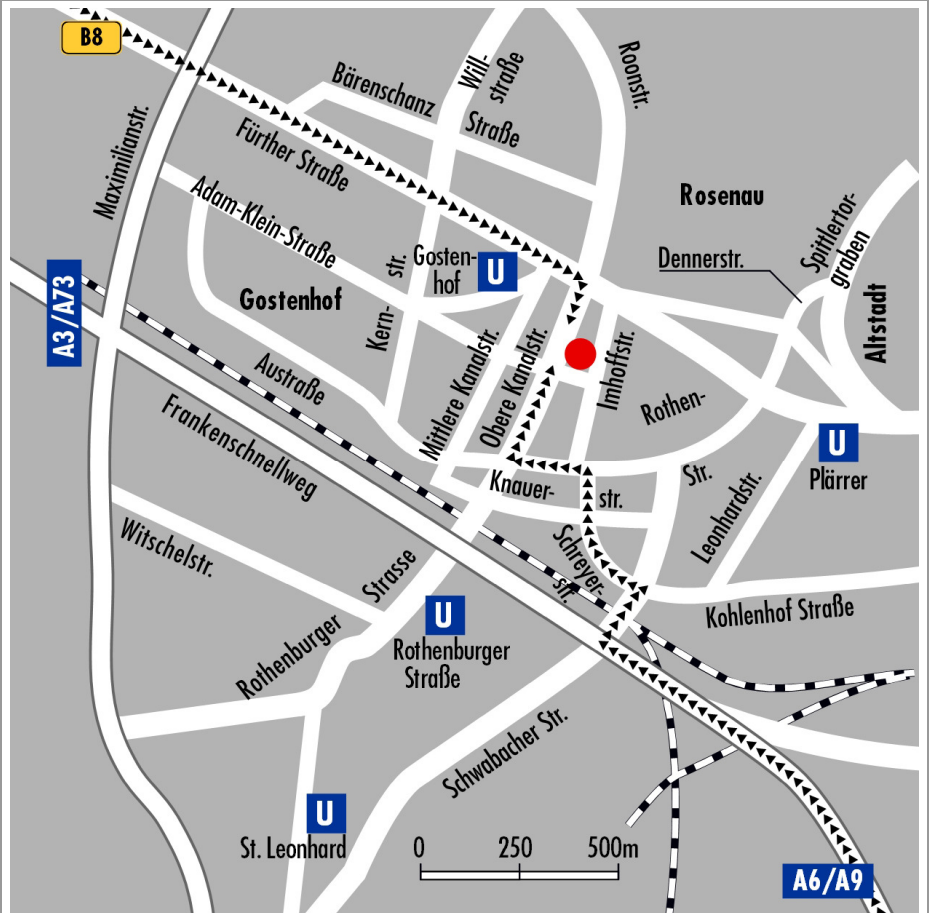 B8
Will-
straße
Roonstr.
Bärenschanz
Straße
Maximilianstr.
Fürther Straße
Rosenau
Adam-Klein-Straße
Spittlertor-
graben
Dennerstr.
Gosten-
hof
U
str.
Kern-
Gostenhof
A3/A73
Altstadt
Austraße
Mittlere Kanalstr.
Obere Kanalstr.
Imhoffstr.
Rothen-
Frankenschnellweg
U
Plärrer
Knauer-
str.
Str.
Leonhardstr.
Witschelstr.
Schreyer-
str.
Strasse
Rothenburger
U
Rothenburger
Straße
Kohlenhof Straße
Schwabacher Str.
U
St. Leonhard
0 250 500m
A6/A9